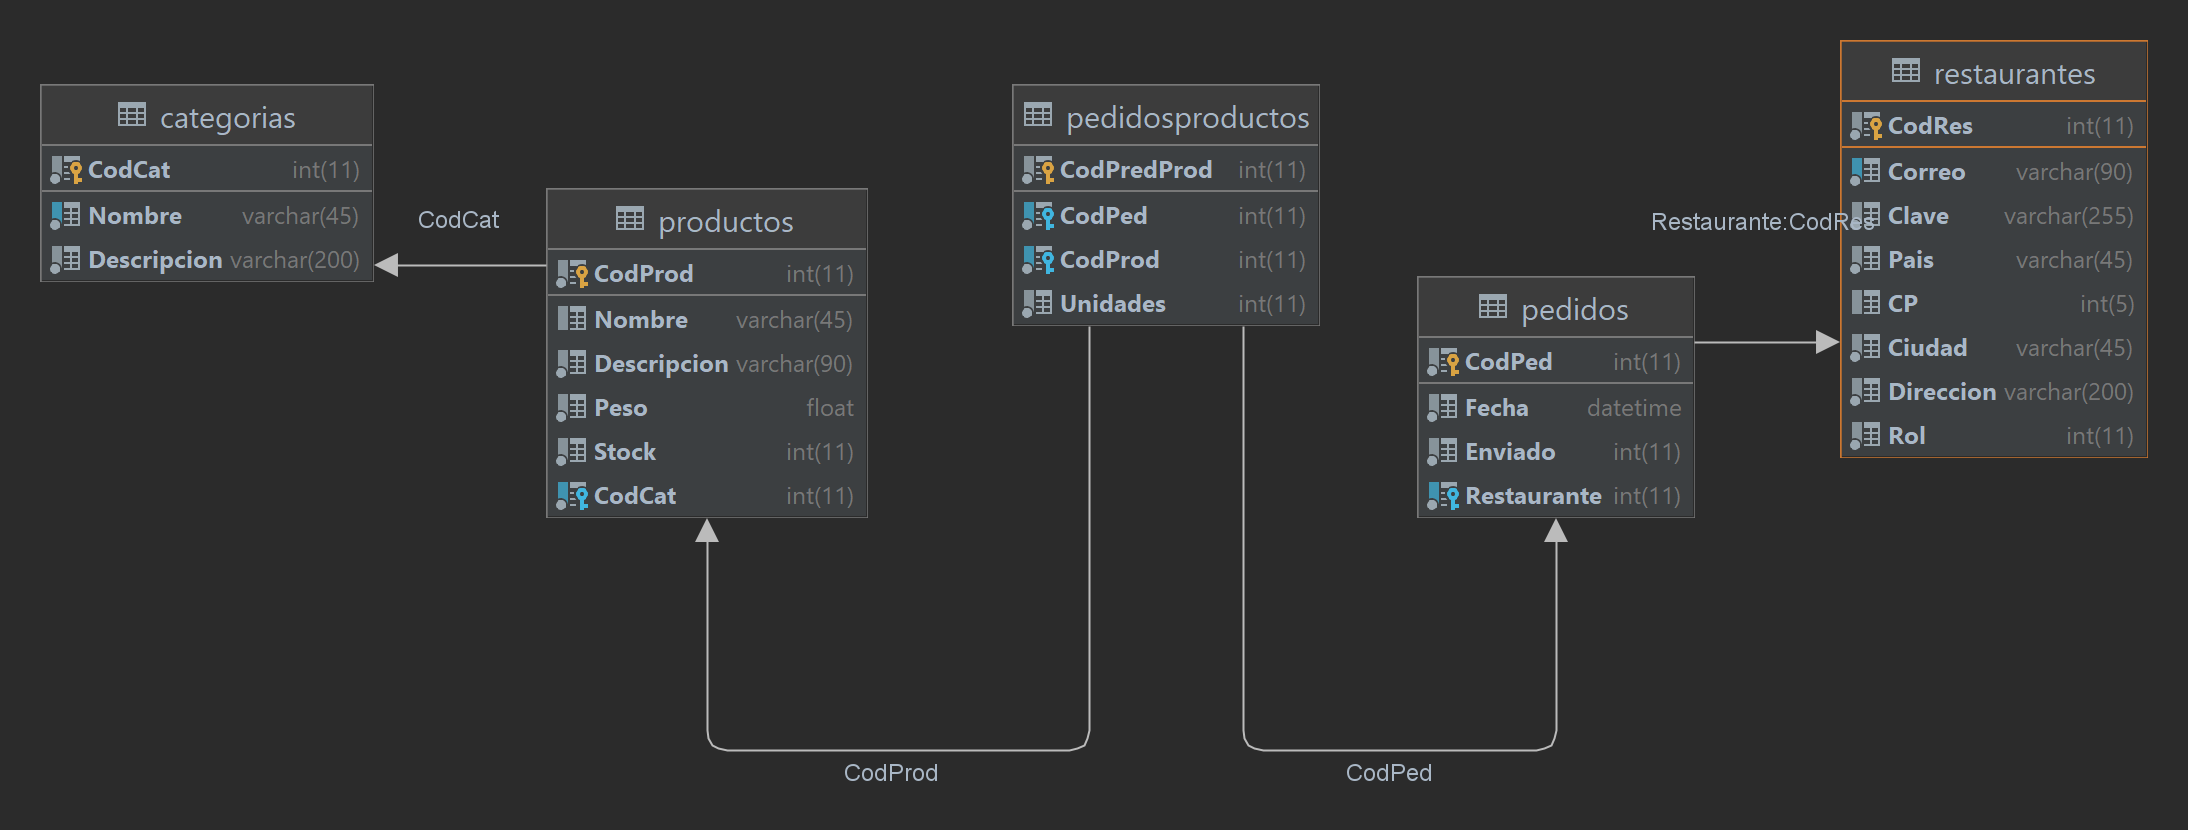 categorias
CodCat int(11)
Nombre varchar(45)
Descripcion varchar(200)
CodCat
productos
CodProd int(11)
Nombre varchar(45)
Descripcion varchar(90)
Peso float
Stock int(11)
CodCat int(11)
CodProd
pedidosproductos
CodPredProd int(11)
CodPed int(11)
CodProd int(11)
Unidades int(11)
CodPed
pedidos
CodPed int(11)
Fecha datetime
Enviado int(11)
Restaurante int(11)
Restaurante:CodRes
restaurantes
CodRes int(11)
Correo varchar(90)
Clave varchar(255)
Pais varchar(45)
CP int(5)
Ciudad varchar(45)
Direccion varchar(200)
Rol int(11)